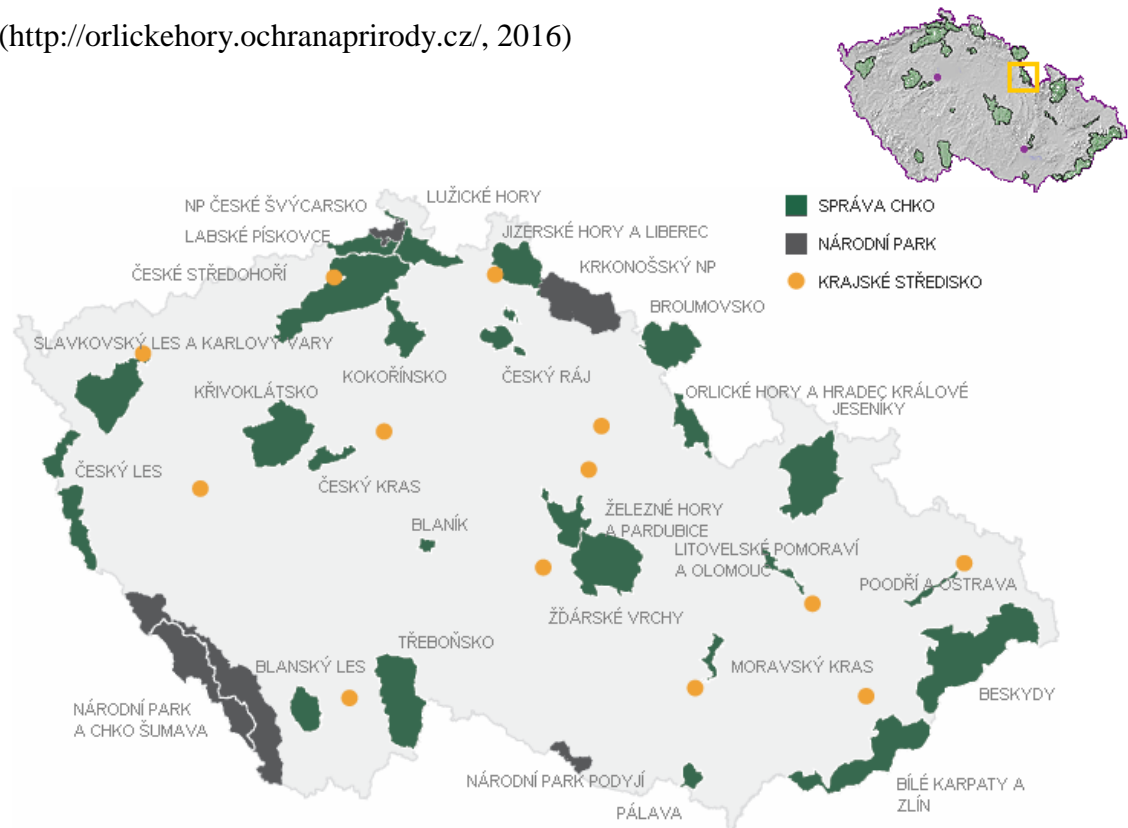 (http://orlickehory.ochranaprirody.cz/, 2016)
NP ČESKÉ ŠVÝCARSKO
LUŽICKÉ HORY
SPRÁVA CHKO
LABSKÉ PÍSKOVCE
JIZERSKÉ HORY A LIBEREC
NÁRODNÍ PARK
ČESKÉ STŘEDOHOŘÍ
KRKONOŠSKÝ NP
KRAJSKÉ STŘEDISKO
BROUMOVSKO
SLAVKOVSKÝ LES A KARLOVY VARY
KOKOŘÍNSKO
ČESKÝ RÁJ
KŘIVOKLÁTSKO
ORLICKÉ HORY A HRADEC KRÁLOVÉ
JESENÍKY
ČESKÝ LES
ČESKÝ KRAS
BLANÍK
ŽELEZNÉ HORY
A PARDUBICE
LITOVELSKÉ POMORAVÍ
A OLOMOUC
POODŘÍ A OSTRAVA
ŽĎÁRSKÉ VRCHY
TŘEBOŇSKO
BLANSKÝ LES
MORAVSKÝ KRAS
BESKYDY
NÁRODNÍ PARK
A CHKO ŠUMAVA
NÁRODNÍ PARK PODYJÍ
PÁLAVA
BÍLÉ KARPATY A
ZLÍN